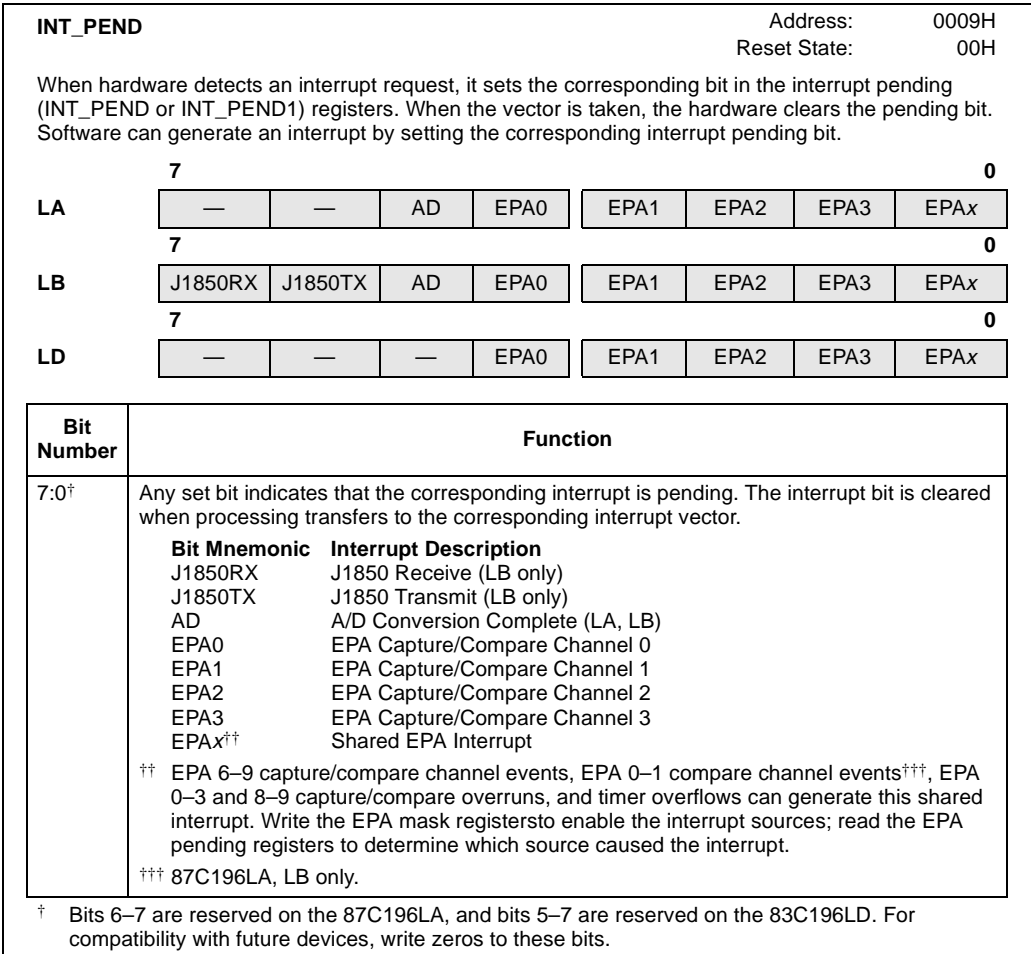 INT_PEND Address: 0009H
Reset State: 00H
When hardware detects an interrupt request, it sets the corresponding bit in the interrupt pending
(INT_PEND or INT_PEND1) registers. When the vector is taken, the hardware clears the pending bit.
Software can generate an interrupt by setting the corresponding interrupt pending bit.
7 0
LA — — AD EPA0 EPA1 EPA2 EPA3 EPAx
7 0
LB J1850RX J1850TX AD EPA0 EPA1 EPA2 EPA3 EPAx
7 0
LD — — — EPA0 EPA1 EPA2 EPA3 EPAx
Bit
Number Function
7:0† Any set bit indicates that the corresponding interrupt is pending. The interrupt bit is cleared
when processing transfers to the corresponding interrupt vector.
Bit Mnemonic Interrupt Description
J1850RX J1850 Receive (LB only)
J1850TX J1850 Transmit (LB only)
AD A/D Conversion Complete (LA, LB)
EPA0 EPA Capture/Compare Channel 0
EPA1 EPA Capture/Compare Channel 1
EPA2 EPA Capture/Compare Channel 2
EPA3 EPA Capture/Compare Channel 3
EPAx†† Shared EPA Interrupt
†† EPA 6–9 capture/compare channel events, EPA 0–1 compare channel events†††, EPA
0–3 and 8–9 capture/compare overruns, and timer overflows can generate this shared
interrupt. Write the EPA mask registersto enable the interrupt sources; read the EPA
pending registers to determine which source caused the interrupt.
††† 87C196LA, LB only.
† Bits 6–7 are reserved on the 87C196LA, and bits 5–7 are reserved on the 83C196LD. For
compatibility with future devices, write zeros to these bits.